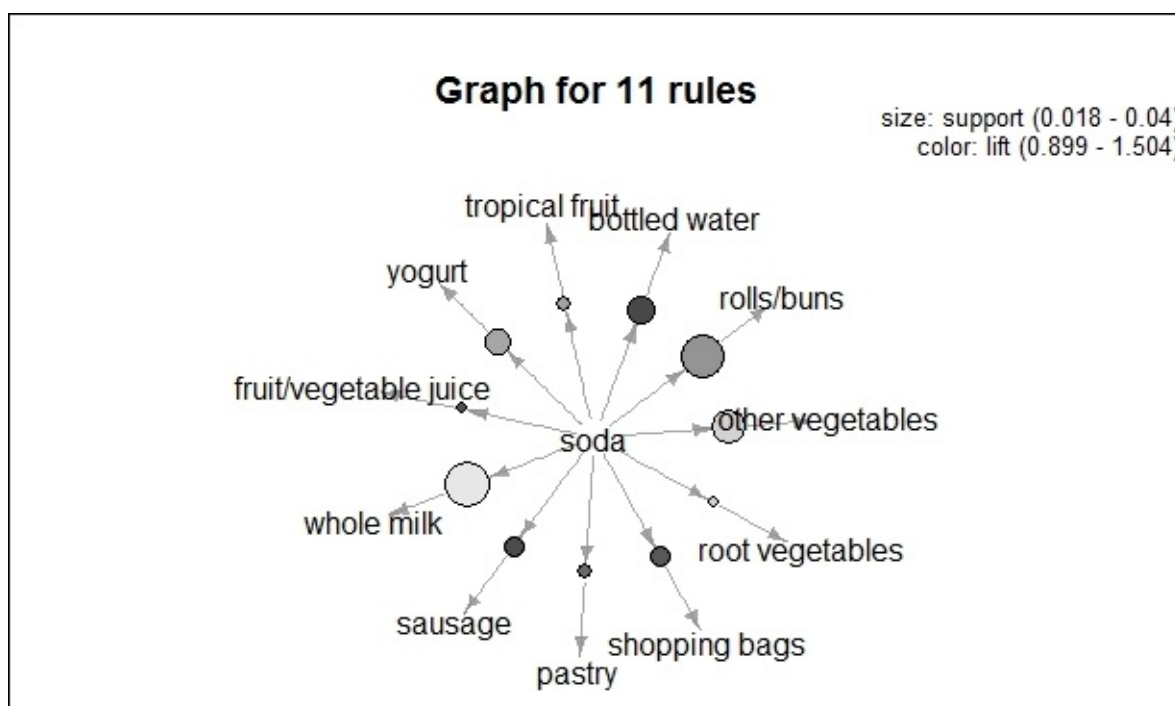 Graph for 11 rules
size: support (0.018 - 0.04)
color: lift (0.899 - 1.504)
tropical fruit
bottled water
yogurt
rolls/buns
fruit/vegetable juice
other vegetables
soda
whole milk
root vegetables
sausage
shopping bags
pastry